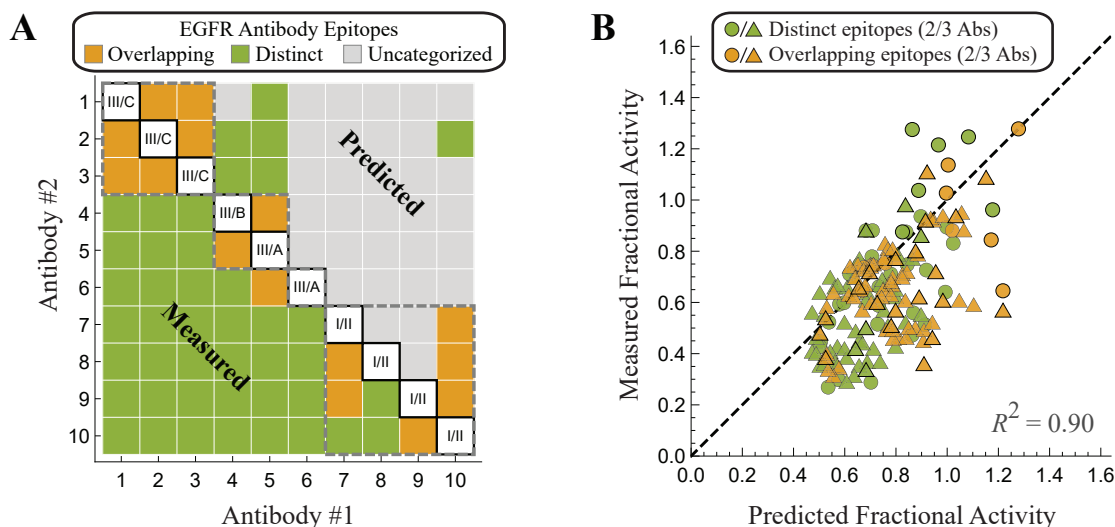 A
EGFR Antibody Epitopes
Overlapping Distinct Uncategorized
Antibody #2
1
2
3
4
5
6
7
8
9
10
III/C
III/C
III/C
III/B
III/A
III/A
I/II
I/II
I/II
I/II
Predicted
Measured
1 2 3 4 5 6 7 8 9 10
Antibody #1
B
Distinct epitopes (2/3 Abs)
Overlapping epitopes (2/3 Abs)
Measured Fractional Activity
1.6
1.4
1.2
1.0
0.8
0.6
0.4
0.2
0.0
R² = 0.90
0.0 0.2 0.4 0.6 0.8 1.0 1.2 1.4 1.6
Predicted Fractional Activity